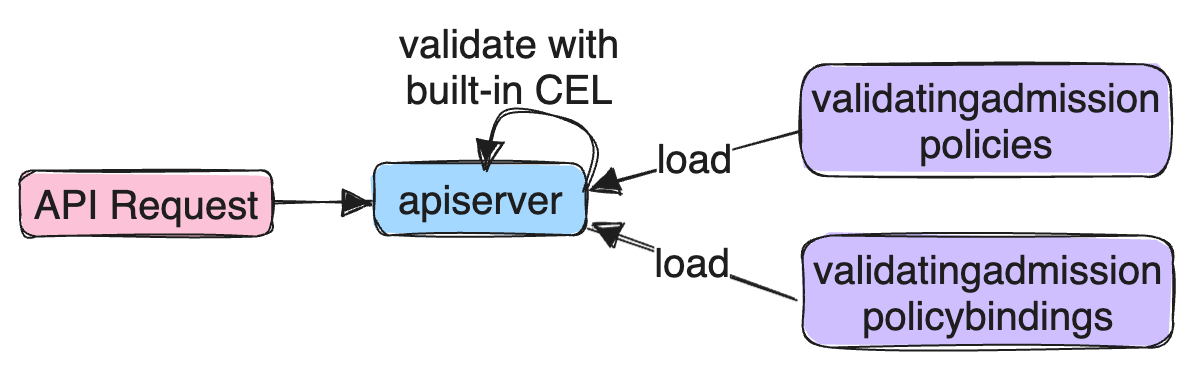 validate with
built-in CEL
API Request
apiserver
load
validatingadmission
policies
load
validatingadmission
policybindings